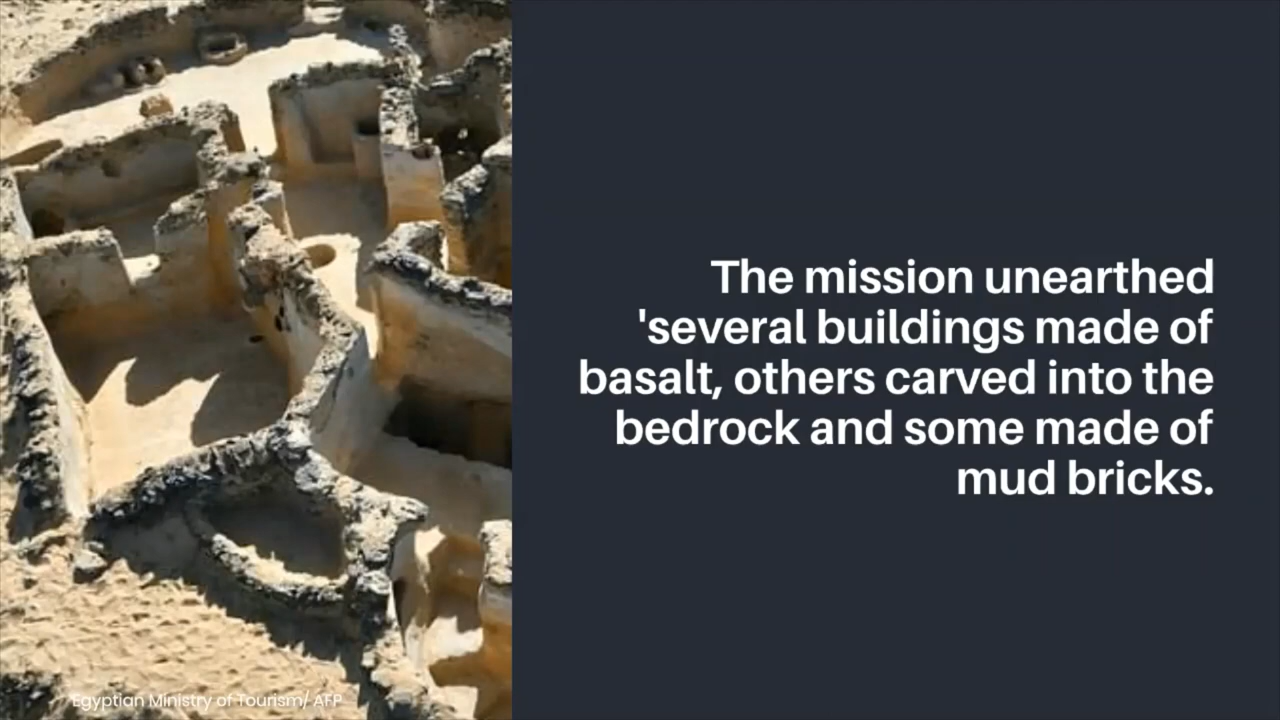 The mission unearthed
'several buildings made of
basalt, others carved into the
bedrock and some made of
mud bricks.
Egyptian Ministry of Tourism/ AFP